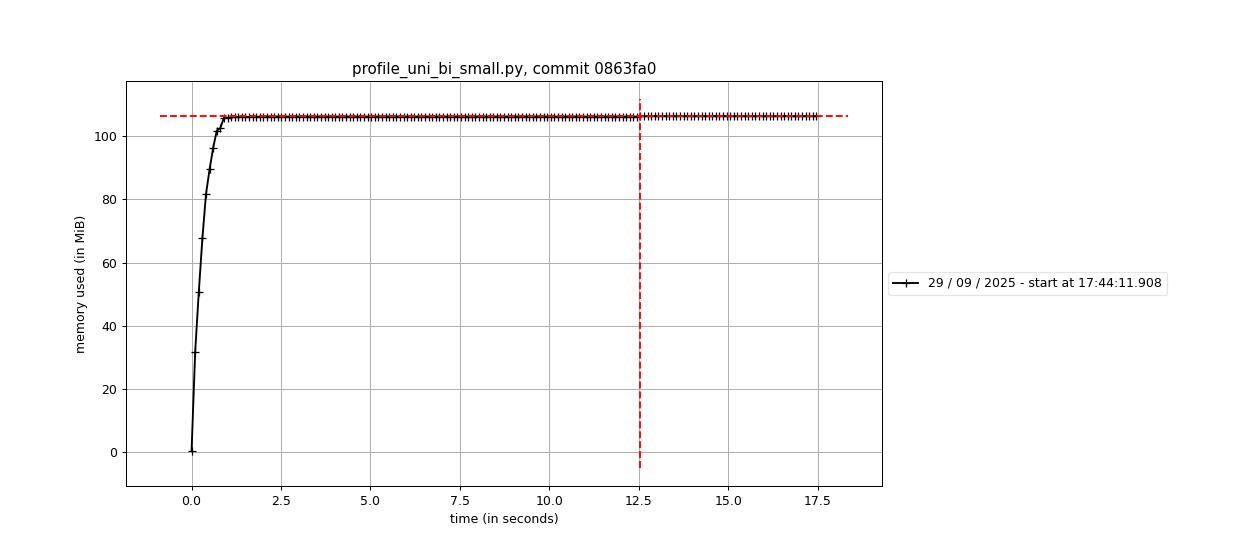 profile_uni_bi_small.py, commit 0863fa0
memory used (in MiB)
100
80
60
40
20
0
0.0 2.5 5.0 7.5 10.0 12.5 15.0 17.5
time (in seconds)
29 / 09 / 2025 - start at 17:44:11.908